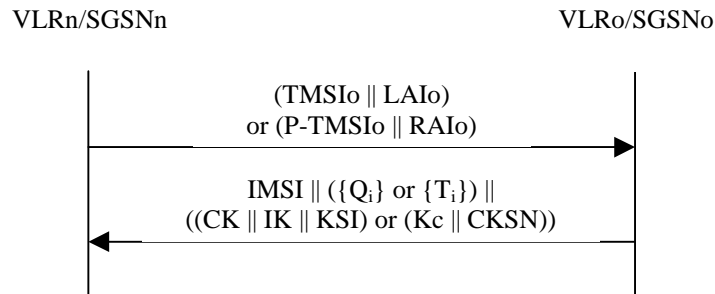 VLRn/SGSNn VLRo/SGSNo
(TMSIo || LAIo)
or (P-TMSIo || RAIo)
IMSI || ({Qi} or {Ti}) ||
((CK || IK || KSI) or (Kc || CKSN))